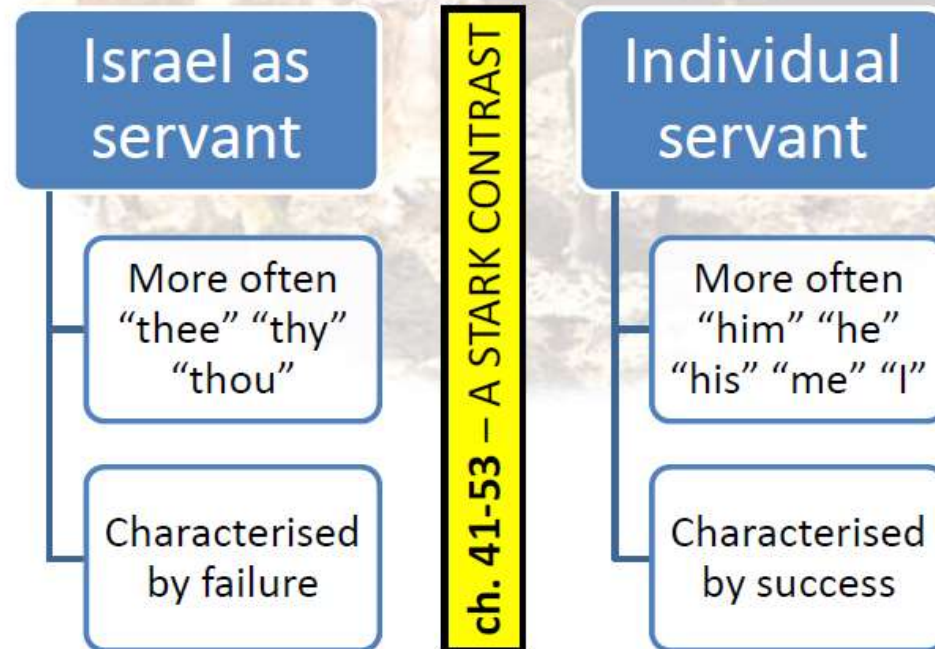 Israel as
servant
More often
“thee” “thy”
“thou”
Characterised
by failure
ch. 41-53 – A STARK CONTRAST
Individual
servant
More often
“him” “he”
“his” “me” “I”
Characterised
by success